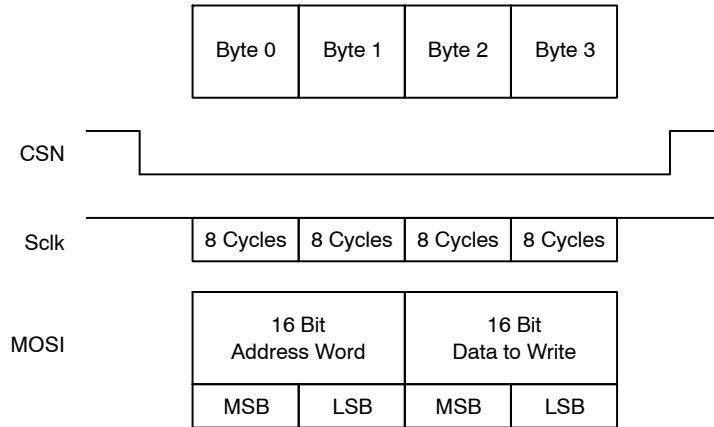 Byte 0 Byte 1 Byte 2 Byte 3
CSN
Sclk 8 Cycles 8 Cycles 8 Cycles 8 Cycles
MOSI
16 Bit
Address Word
16 Bit
Data to Write
MSB LSB MSB LSB